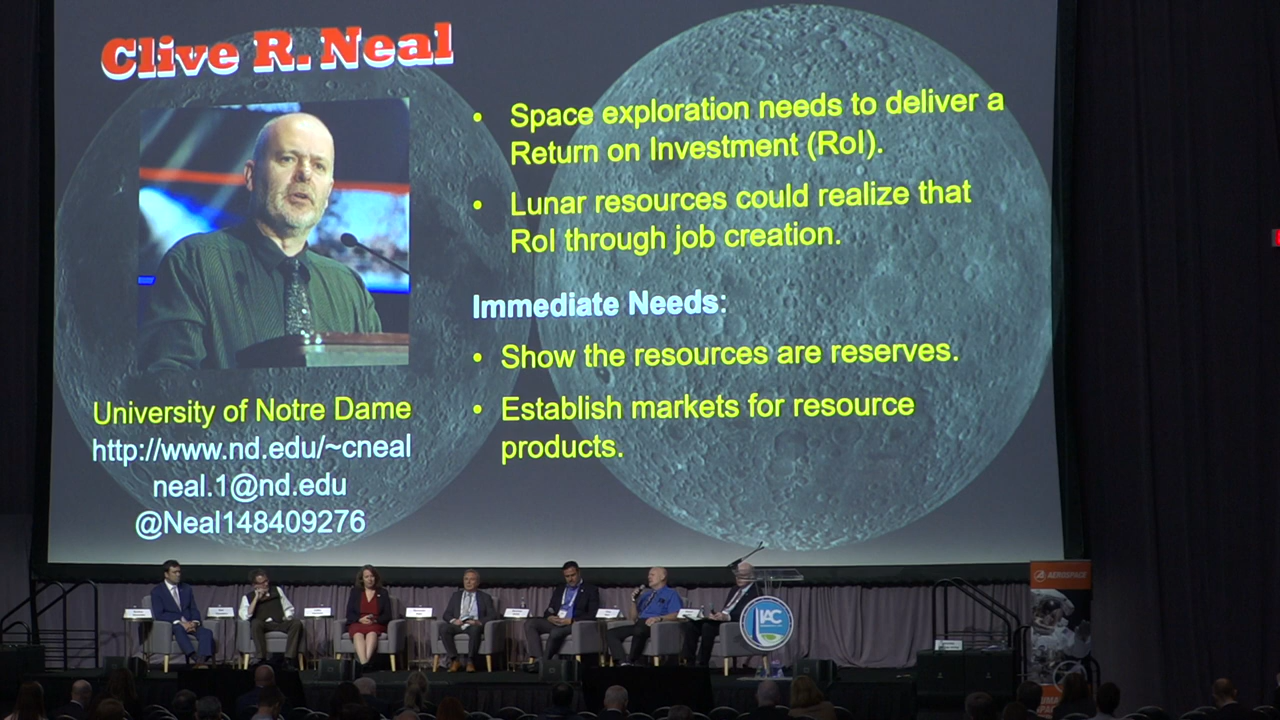 Clive R. Neal
• Space exploration needs to deliver a
Return on Investment (RoI).
• Lunar resources could realize that
RoI through job creation.
Immediate Needs:
• Show the resources are reserves.
• Establish markets for resource
products.
University of Notre Dame
http://www.nd.edu/~cneal
neal.1@nd.edu
@Neal148409276
IAC
AEROSPACE